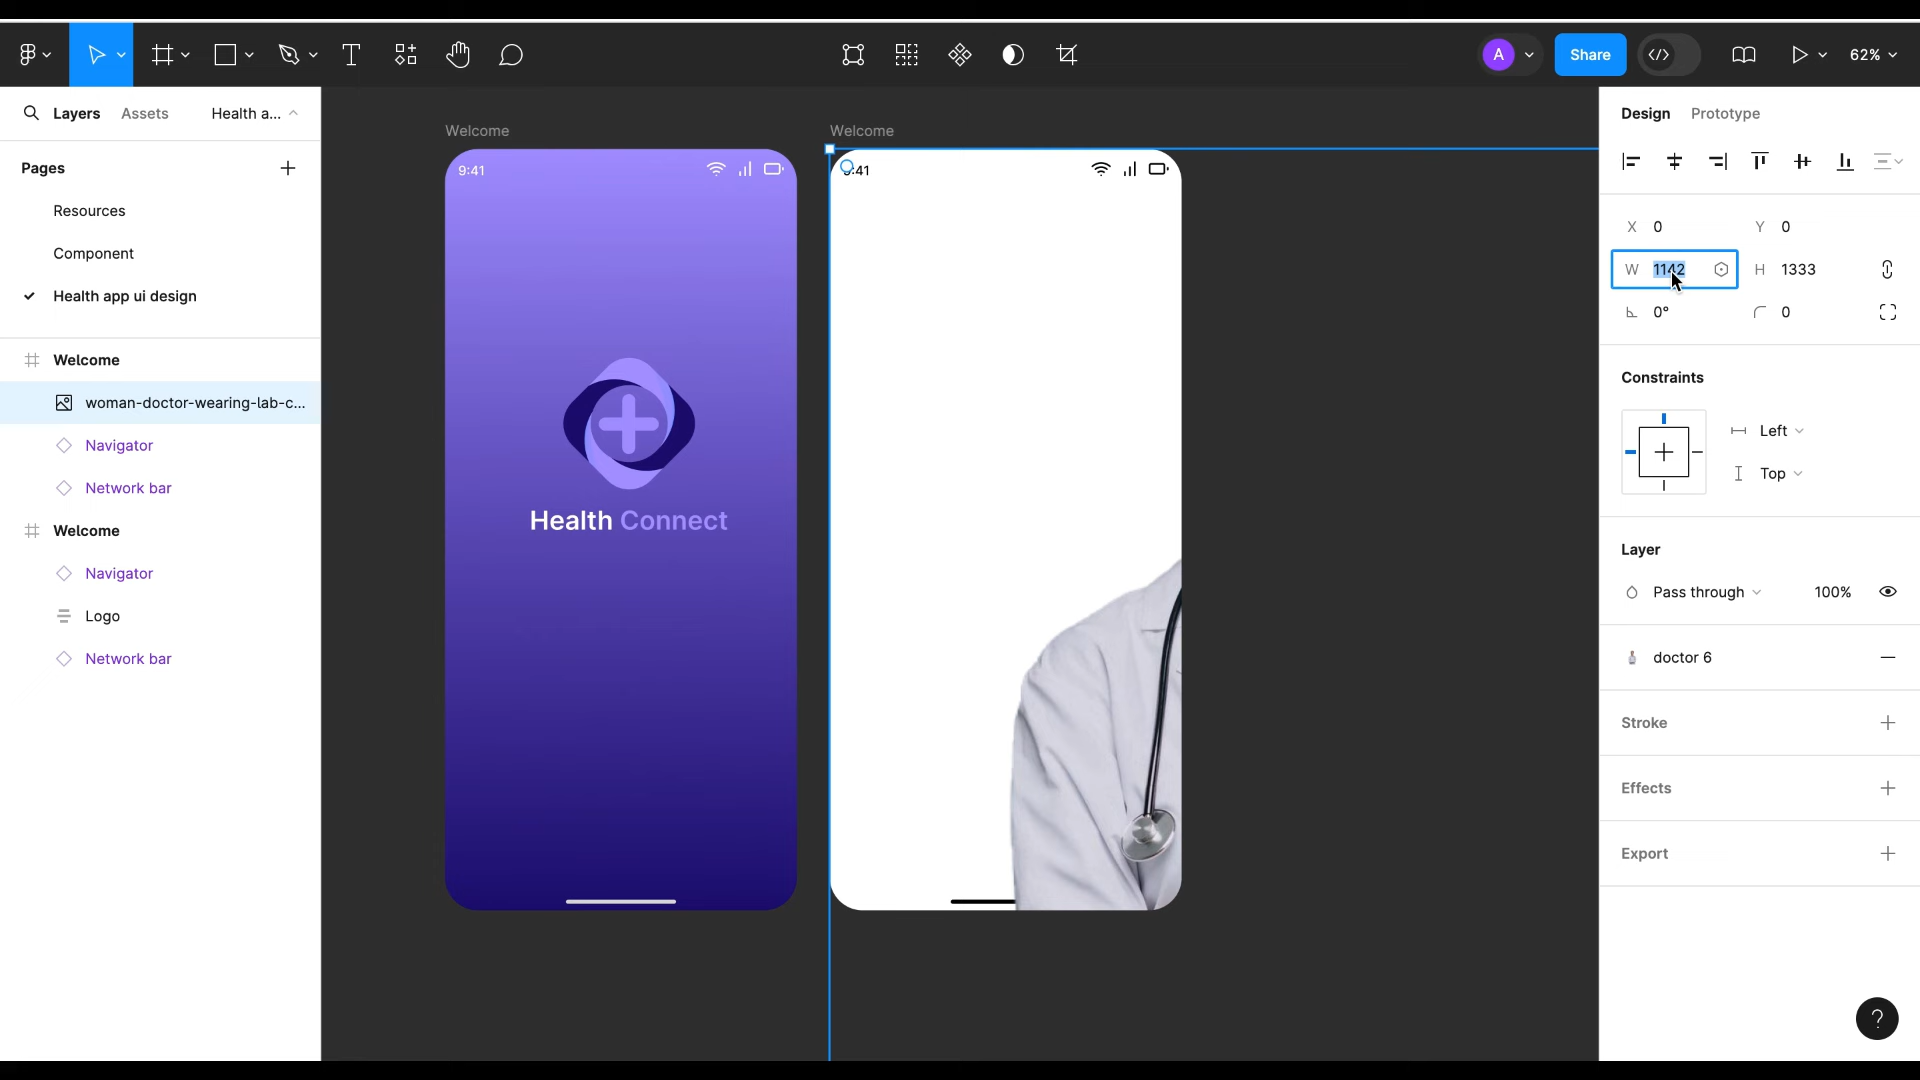 T
A
Share
62%
Layers
Assets
Health a...
Pages
Resources
Component
Health app ui design
Welcome
woman-doctor-wearing-lab-c...
Navigator
Network bar
Welcome
Navigator
Logo
Network bar
Welcome
9:41
Health Connect
Welcome
9:41
Design
Prototype
X 0
Y 0
W 1142
H 1333
0°
0
Constraints
Left
Top
Layer
Pass through
100%
doctor 6
Stroke
Effects
Export
?